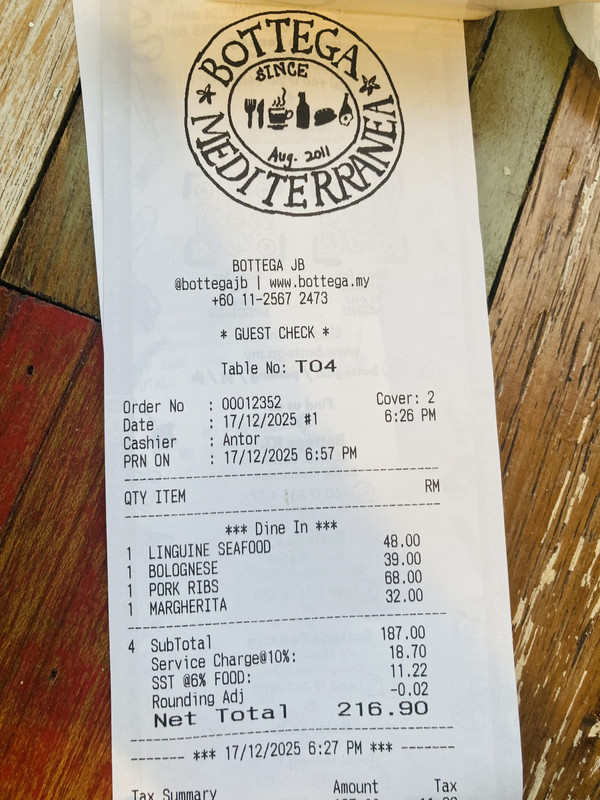 BOTTEGA
SINCE
Aug. 2011
MEDITERRANEA
BOTTEGA JB
@bottegajb | www.bottega.my
+60 11-2567 2473
* GUEST CHECK *
Table No: T04
Order No : 00012352 Cover: 2
Date : 17/12/2025 #1 6:26 PM
Cashier : Antor
PRN ON : 17/12/2025 6:57 PM
QTY ITEM RM
*** Dine In ***
1 LINGUINE SEAFOOD 48.00
1 BOLOGNESE 39.00
1 PORK RIBS 68.00
1 MARGHERITA 32.00
4 SubTotal 187.00
Service Charge@10%: 18.70
SST @6% FOOD: 11.22
Rounding Adj -0.02
Net Total 216.90
-------- *** 17/12/2025 6:27 PM *** -------
Tax Summary Amount Tax